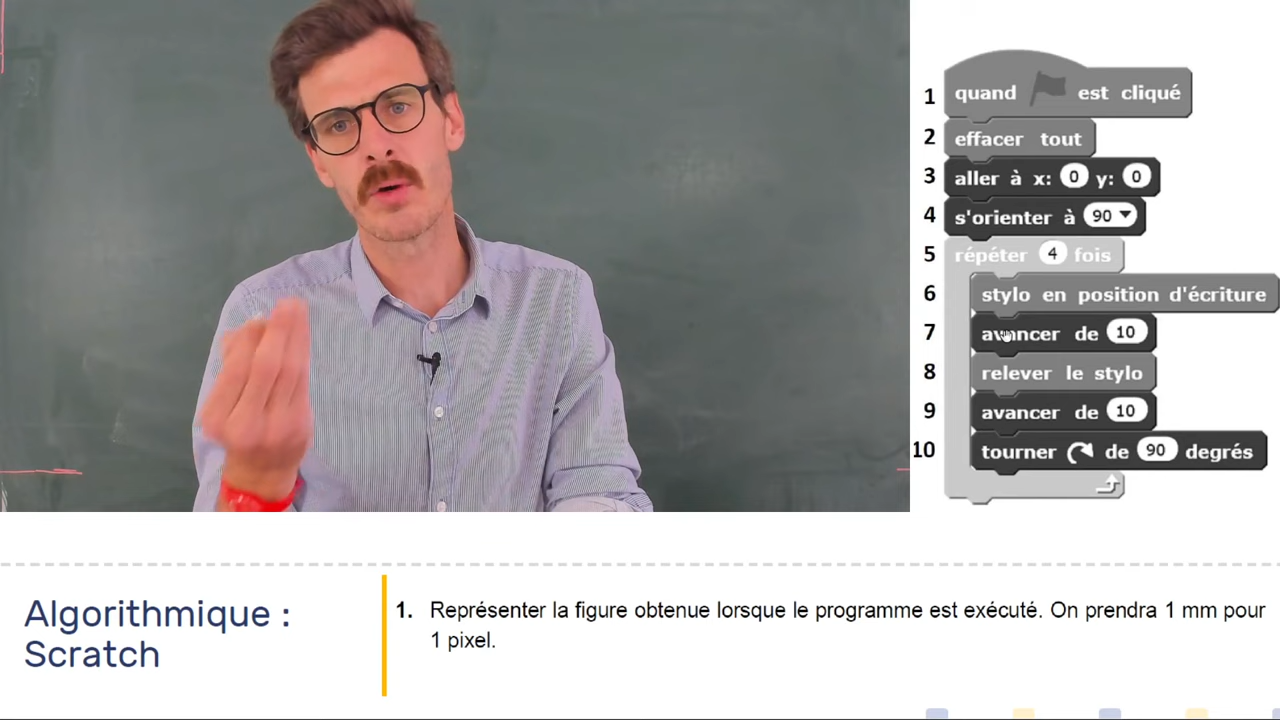 1 quand est cliqué
2 effacer tout
3 aller à x: 0 y: 0
4 s'orienter à 90
5 répéter 4 fois
6 stylo en position d'écriture
7 avancer de 10
8 relever le stylo
9 avancer de 10
10 tourner de 90 degrés
Algorithmique :
Scratch
1. Représenter la figure obtenue lorsque le programme est exécuté. On prendra 1 mm pour
1 pixel.